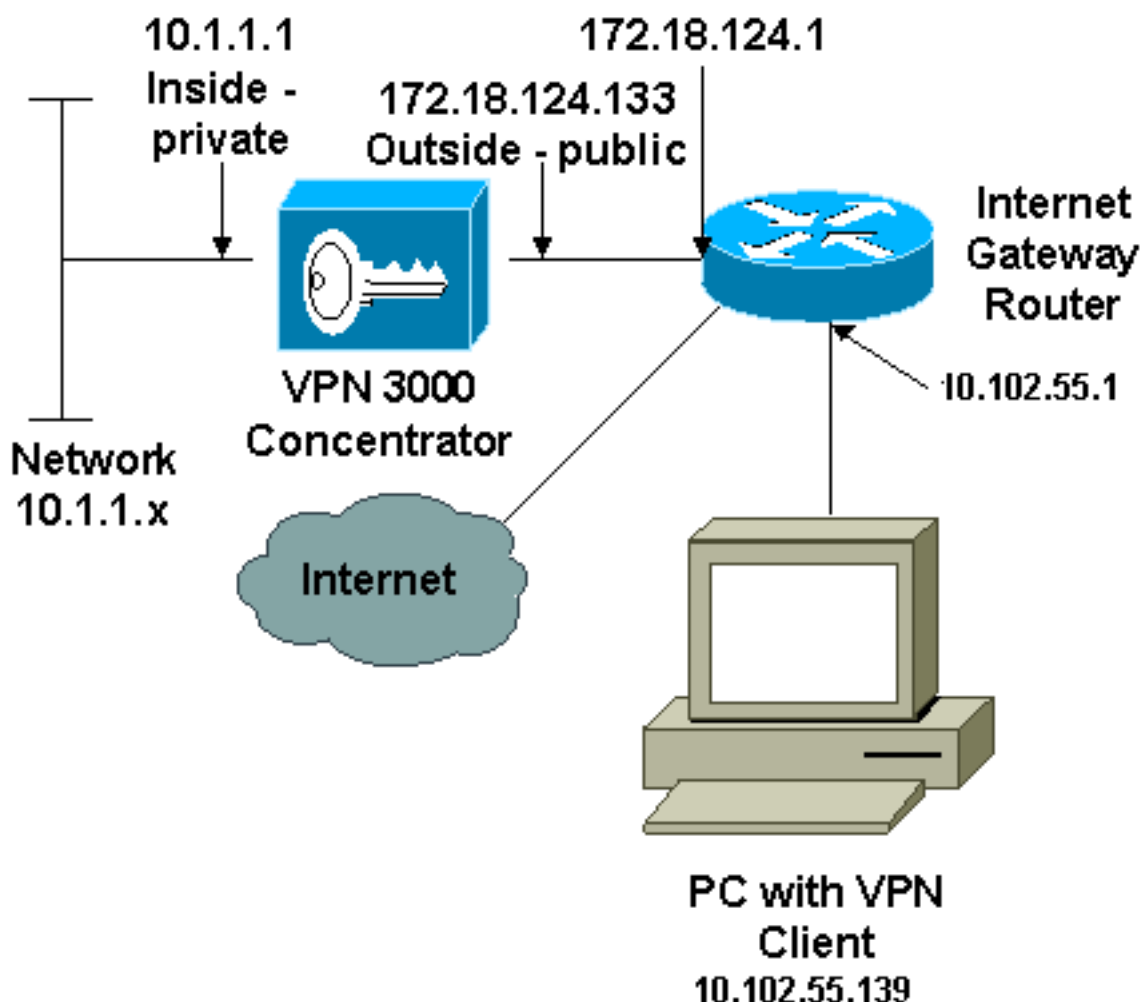 10.1.1.1
Inside -
private
172.18.124.133
Outside - public
172.18.124.1
Internet
Gateway
Router
10.102.55.1
VPN 3000
Concentrator
Network
10.1.1.x
Internet
PC with VPN
Client
10.102.55.139